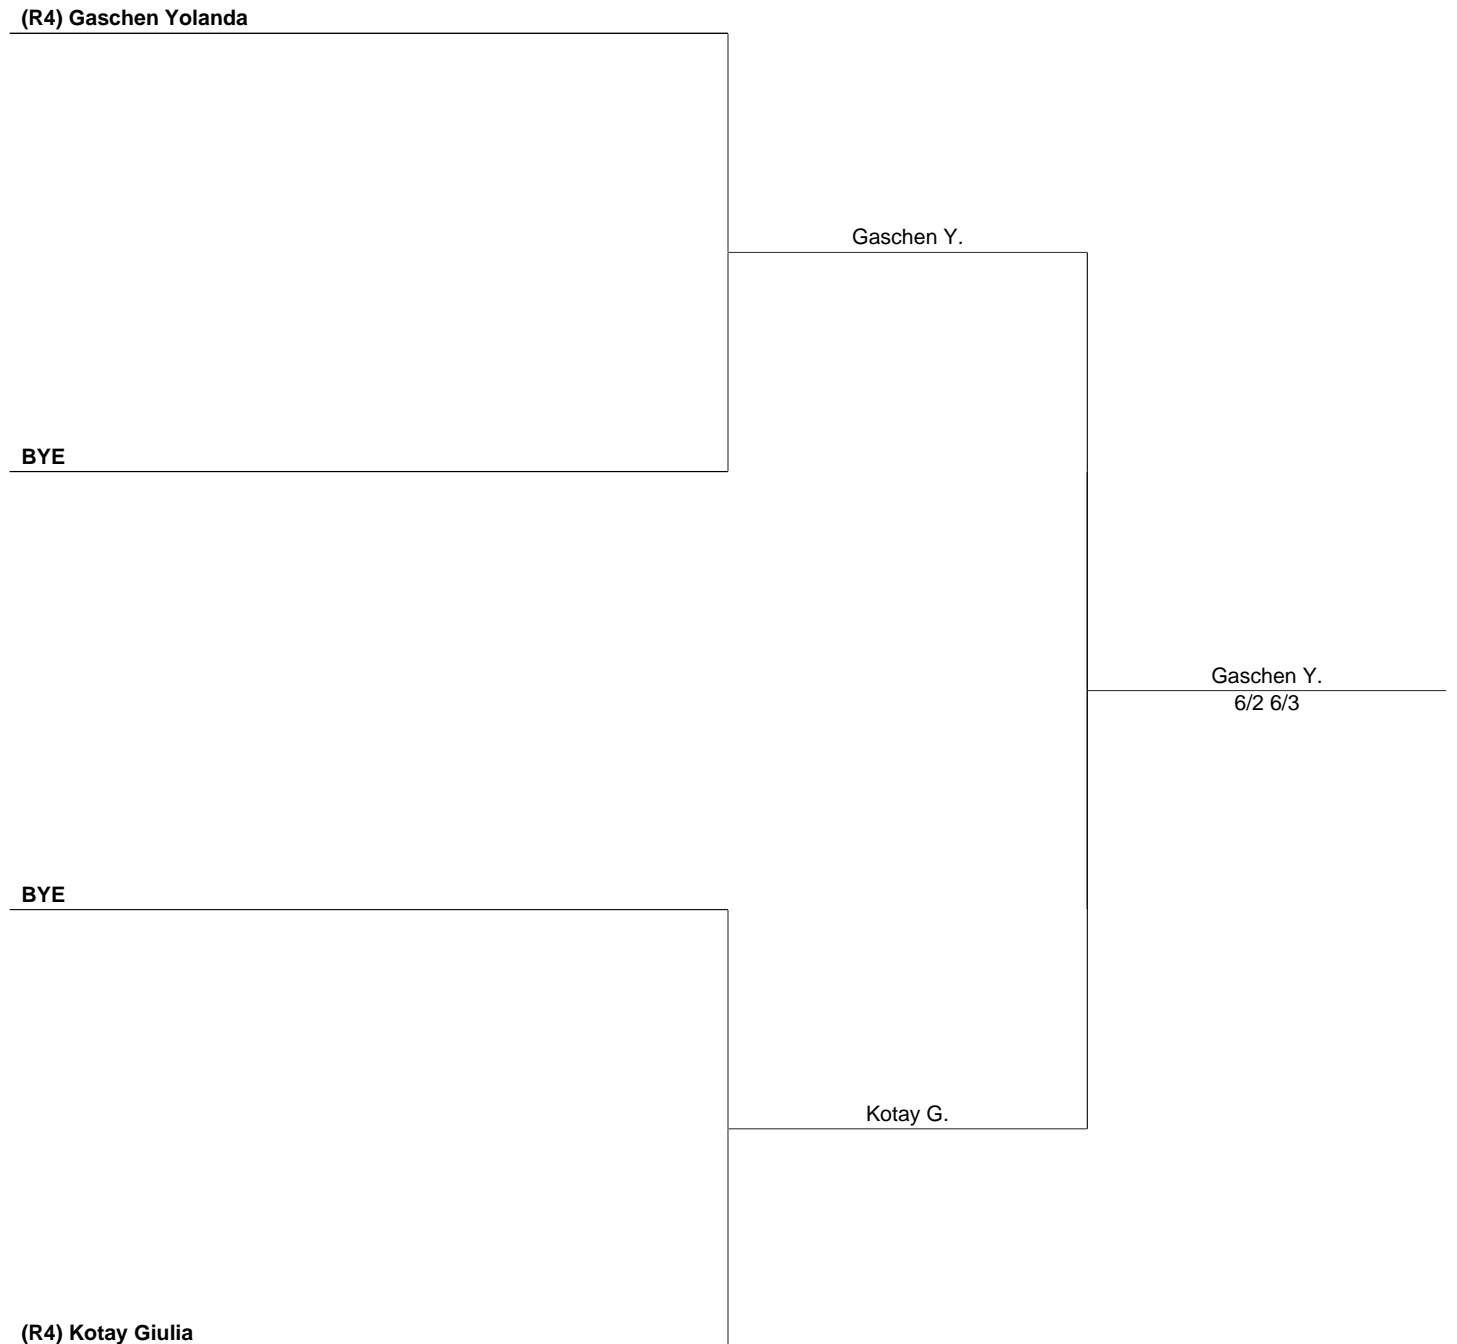 (R4) Gaschen Yolanda
Gaschen Y.
BYE
Gaschen Y.
6/2 6/3
BYE
Kotay G.
(R4) Kotay Giulia